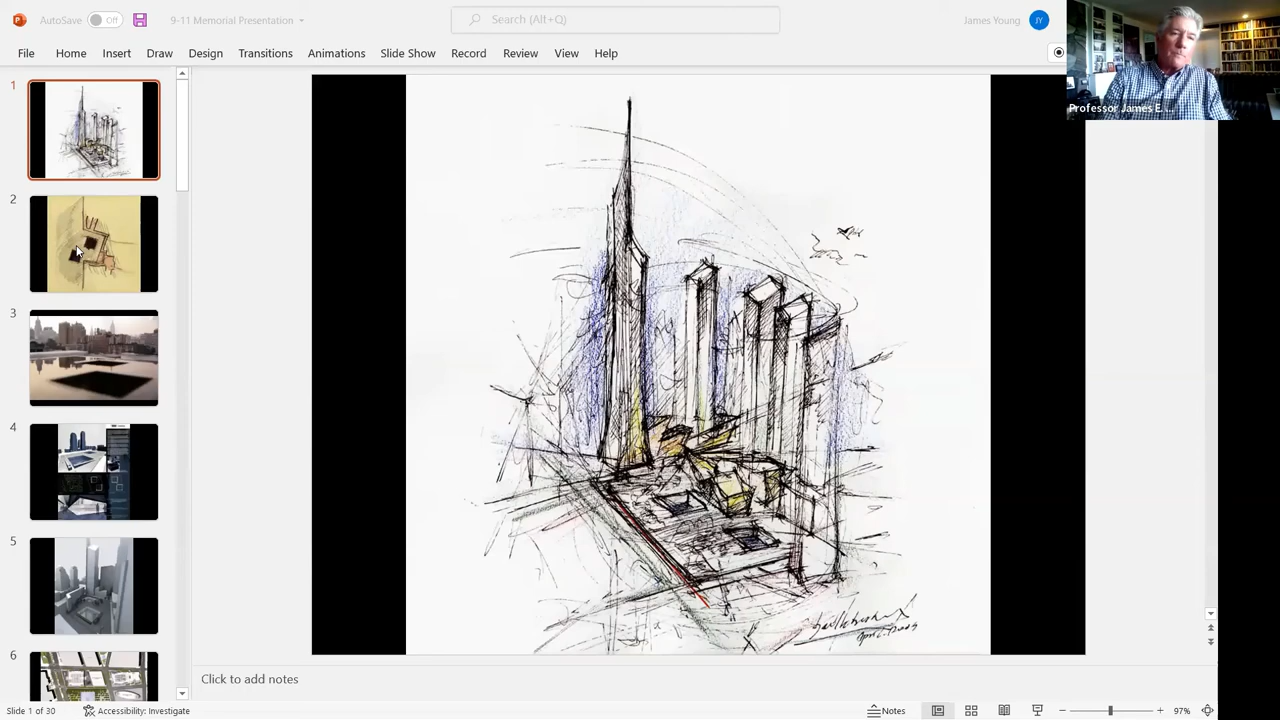 AutoSave Off 9-11 Memorial Presentation Search (Alt+Q) James Young JY
File Home Insert Draw Design Transitions Animations Slide Show Record Review View Help
Professor James E. ...
1
2
3
4
5
6
Click to add notes
Slide 1 of 30 Accessibility: Investigate Notes 97%